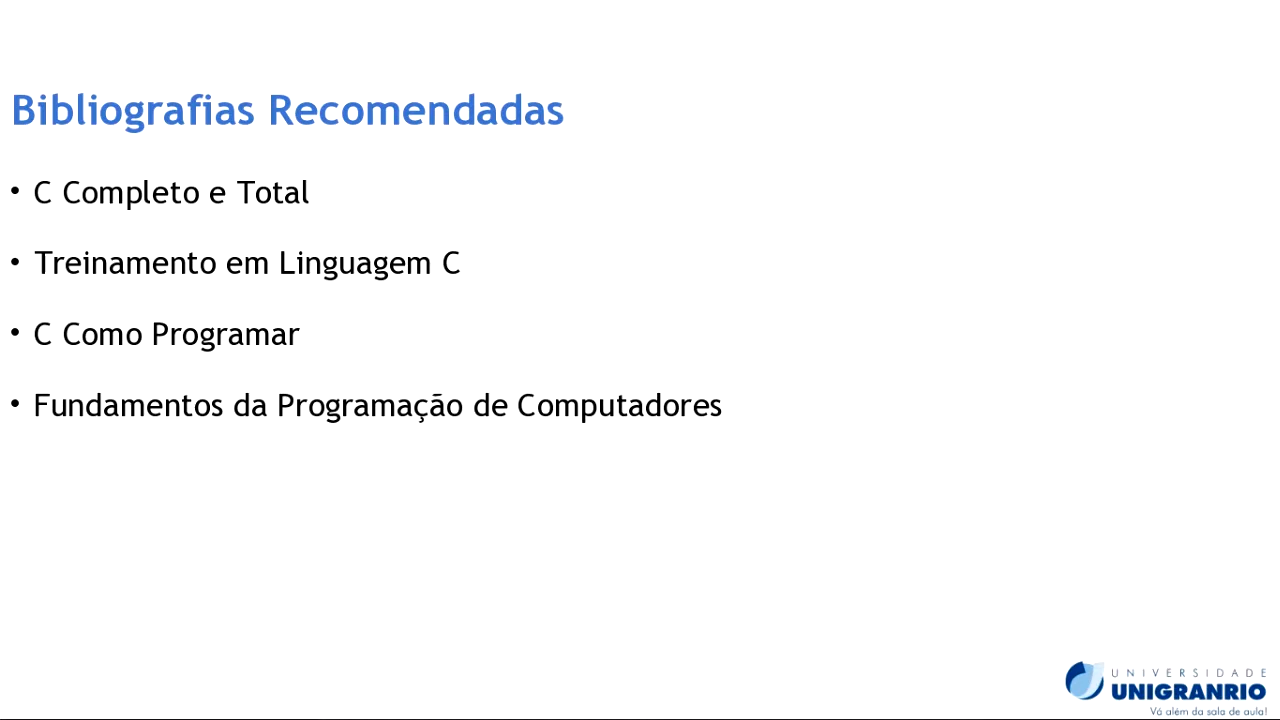 Bibliografias Recomendadas
• C Completo e Total
• Treinamento em Linguagem C
• C Como Programar
• Fundamentos da Programação de Computadores
UNIVERSIDADE
UNIGRANRIO
Vá além da sala de aula!